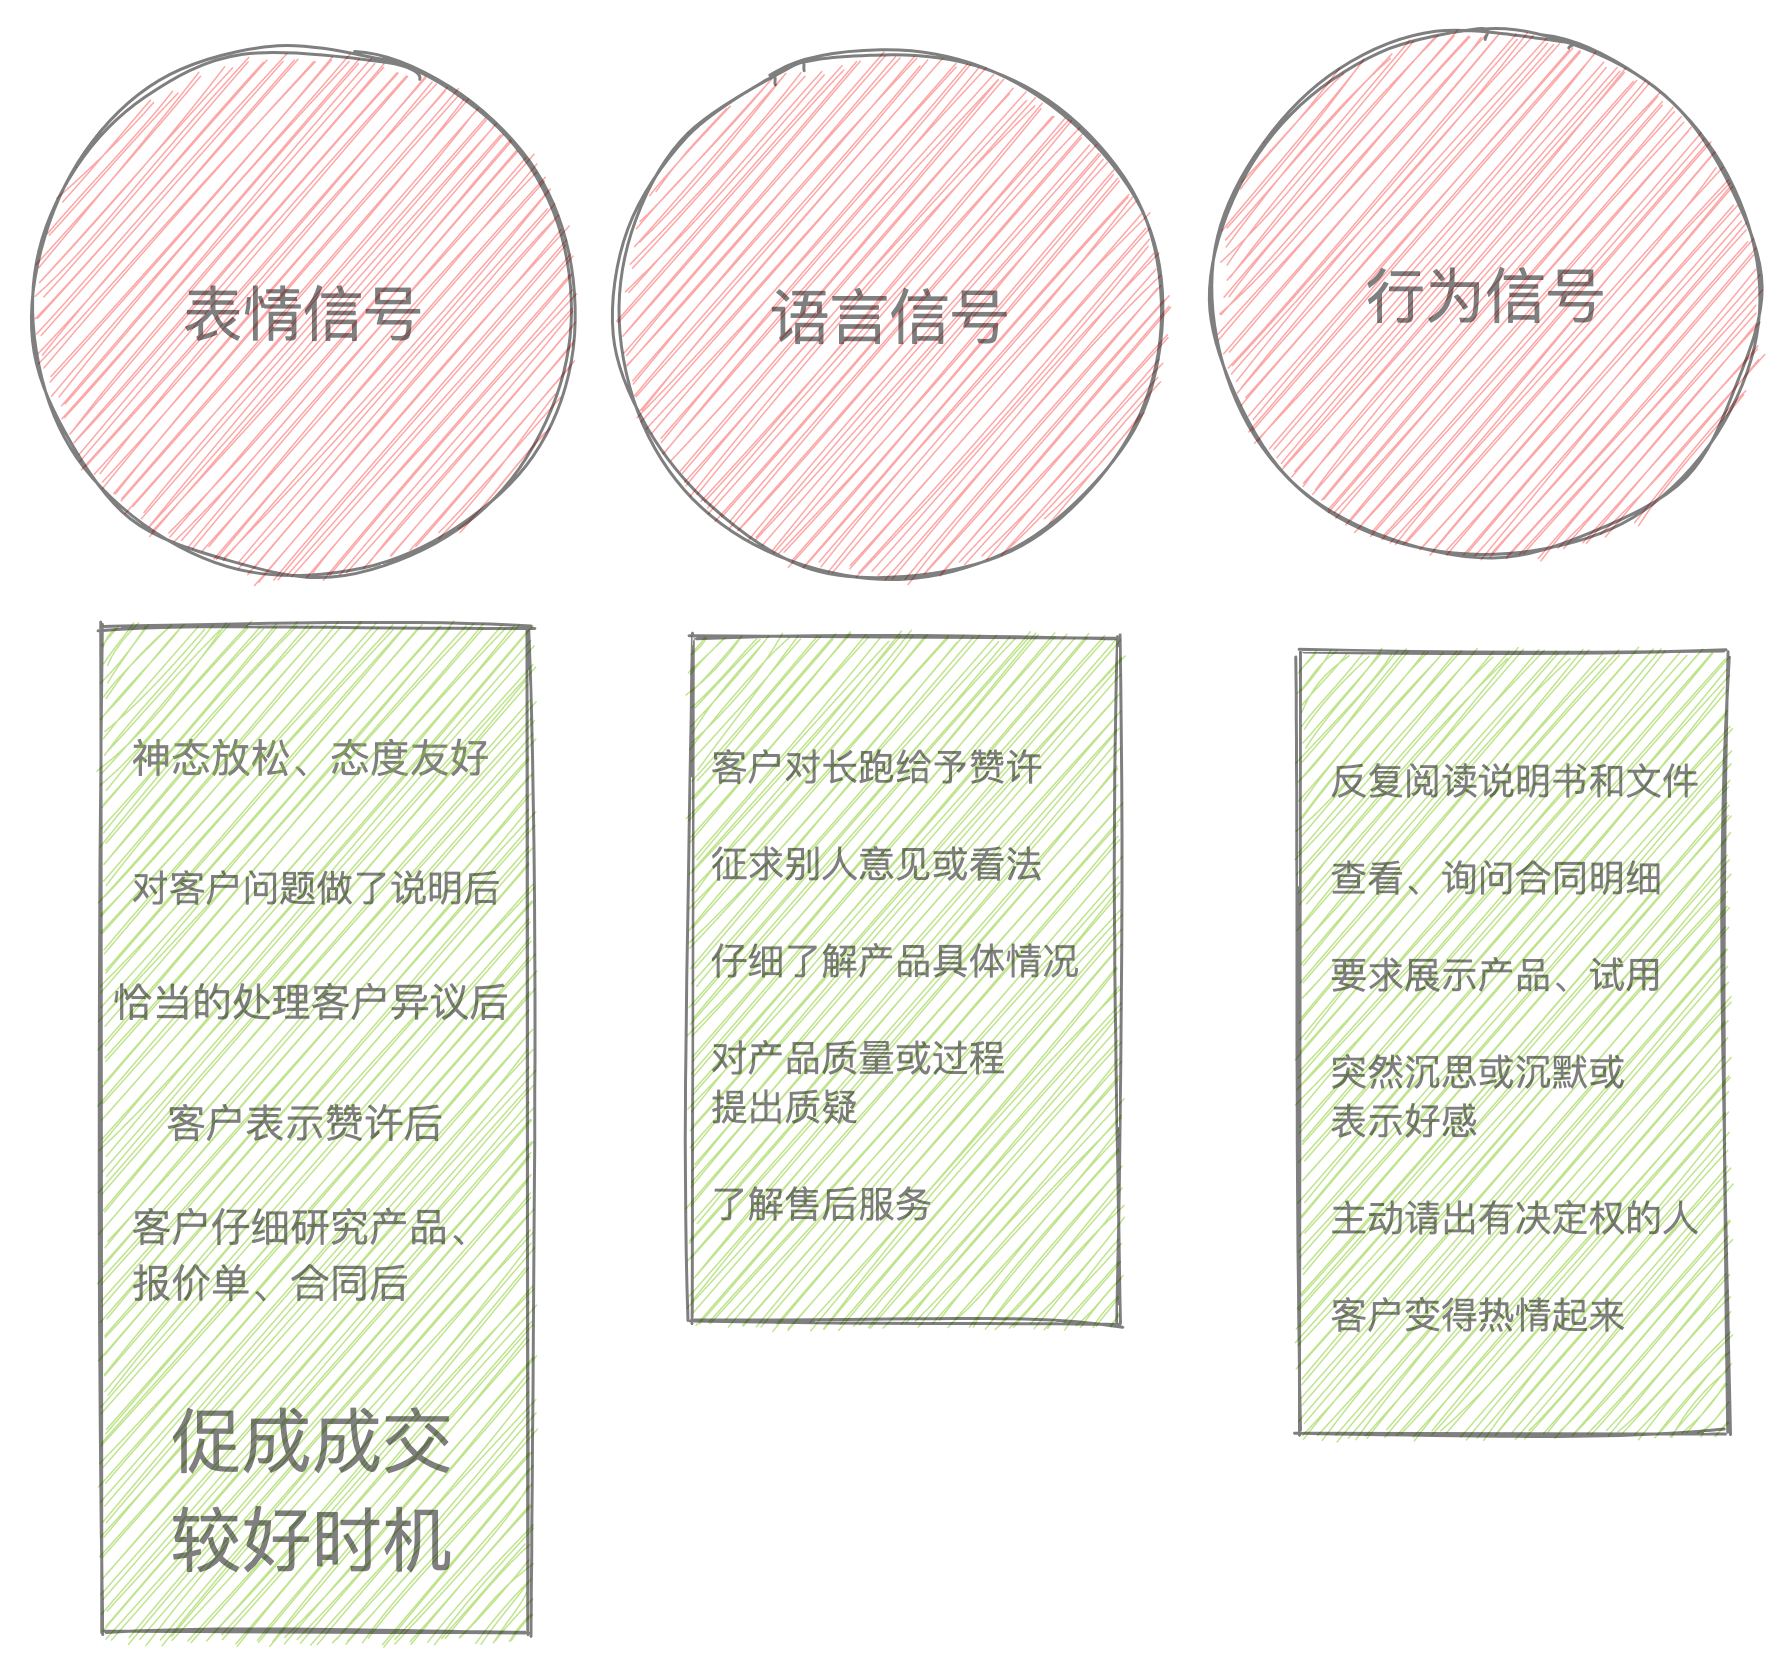 表情信号
神态放松、态度友好
对客户问题做了说明后
恰当的处理客户异议后
客户表示赞许后
客户仔细研究产品、
报价单、合同后
促成成交
较好时机
语言信号
客户对长跑给予赞许
征求别人意见或看法
仔细了解产品具体情况
对产品质量或过程
提出质疑
了解售后服务
行为信号
反复阅读说明书和文件
查看、询问合同明细
要求展示产品、试用
突然沉思或沉默或
表示好感
主动请出有决定权的人
客户变得热情起来